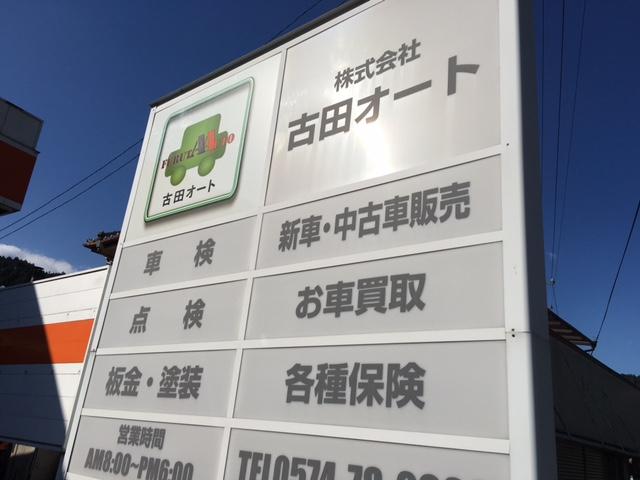 株式会社
古田オート
古田オート
車検
新車・中古車販売
点検
お車買取
板金・塗装
各種保険
営業時間
AM8:00~PM6:00
TEL0574-79-